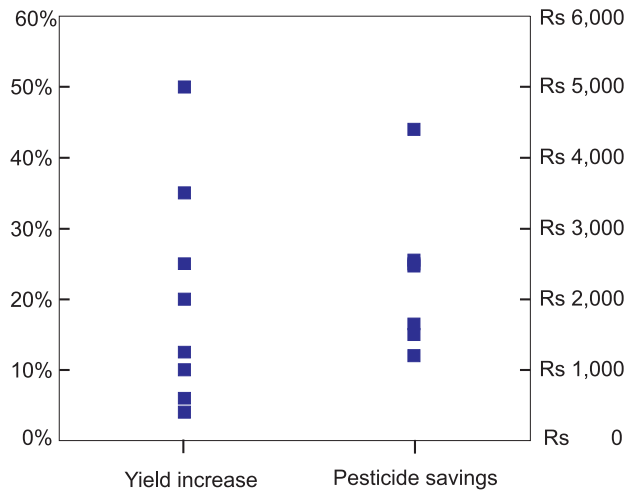 60%
50%
40%
30%
20%
10%
0%
Rs 6,000
Rs 5,000
Rs 4,000
Rs 3,000
Rs 2,000
Rs 1,000
Rs 0
Yield increase
Pesticide savings